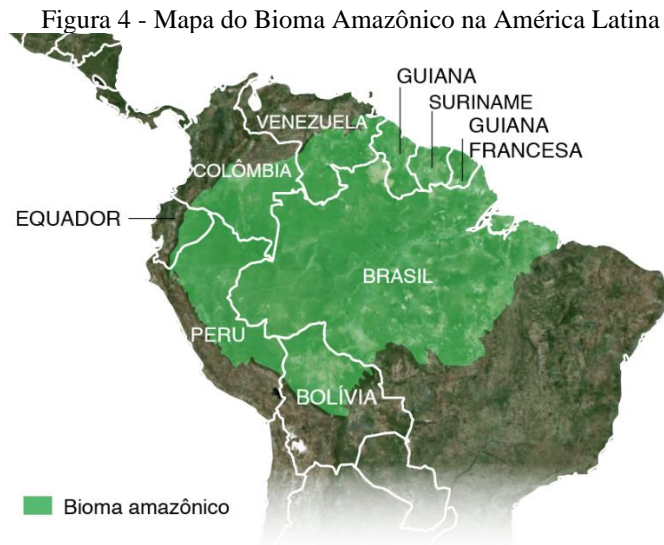 Figura 4 - Mapa do Bioma Amazônico na América Latina
GUIANA
SURINAME
GUIANA
FRANCESA
VENEZUELA
COLÔMBIA
EQUADOR
BRASIL
PERU
BOLÍVIA
Bioma amazônico